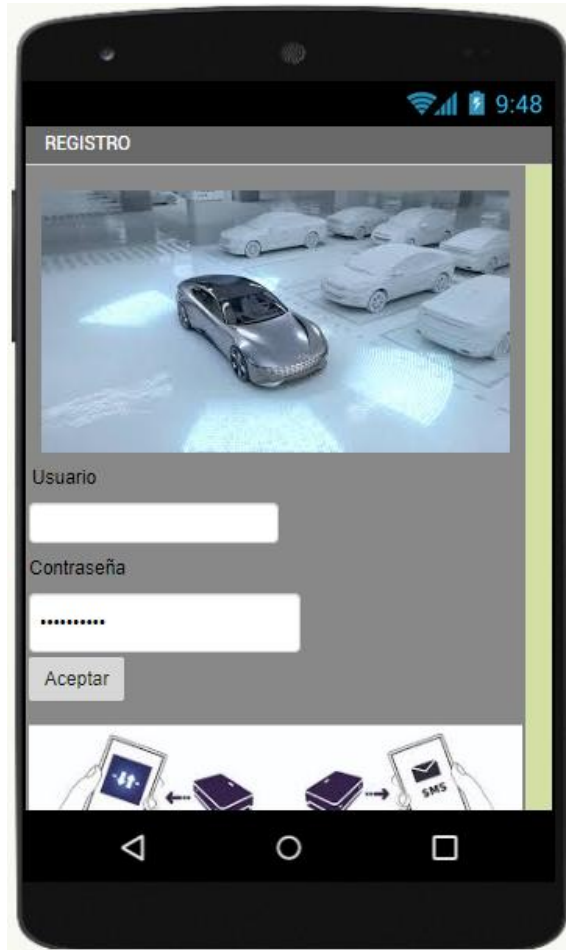 9:48
REGISTRO
Usuario
Contraseña
••••••••••
Aceptar
SMS